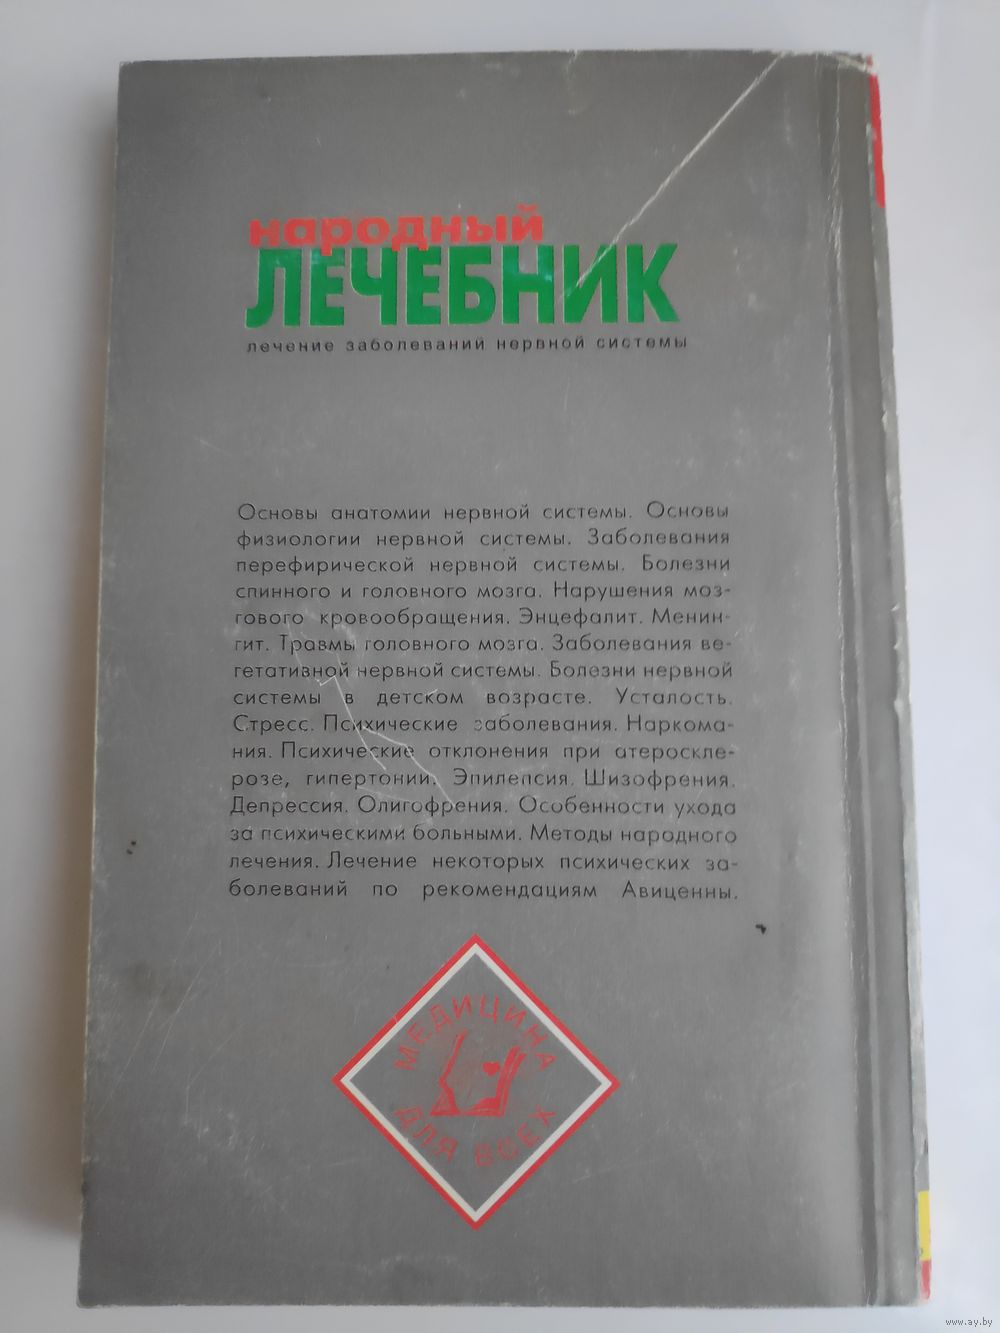 народный
ЛЕЧЕБНИК
лечение заболеваний нервной системы
Основы анатомии нервной системы. Основы
физиологии нервной системы. Заболевания
перефирической нервной системы. Болезни
спинного и головного мозга. Нарушения моз-
гового кровообращения. Энцефалит. Менин-
гит. Травмы головного мозга. Заболевания ве-
гетативной нервной системы. Болезни нервной
системы в детском возрасте. Усталость.
Стресс. Психические заболевания. Наркома-
ния. Психические отклонения при атероскле-
розе, гипертонии. Эпилепсия. Шизофрения.
Депрессия. Олигофрения. Особенности ухода
за психическими больными. Методы народного
лечения. Лечение некоторых психических за-
болеваний по рекомендациям Авиценны.
МЕДИЦИНА
ДЛЯ ВСЕХ
www.ay.by